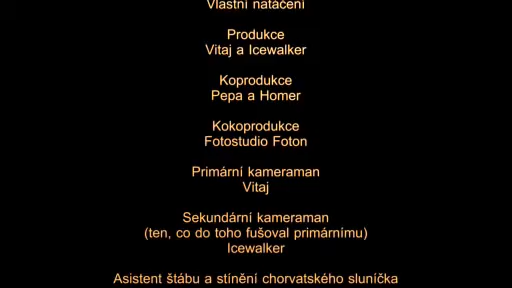 Vlastní natáčení
Produkce
Vitaj a Icewalker
Koprodukce
Pepa a Homer
Kokoprodukce
Fotostudio Foton
Primární kameraman
Vitaj
Sekundární kameraman
(ten, co do toho fušoval primárnímu)
Icewalker
Asistent štábu a stínění chorvatského sluníčka